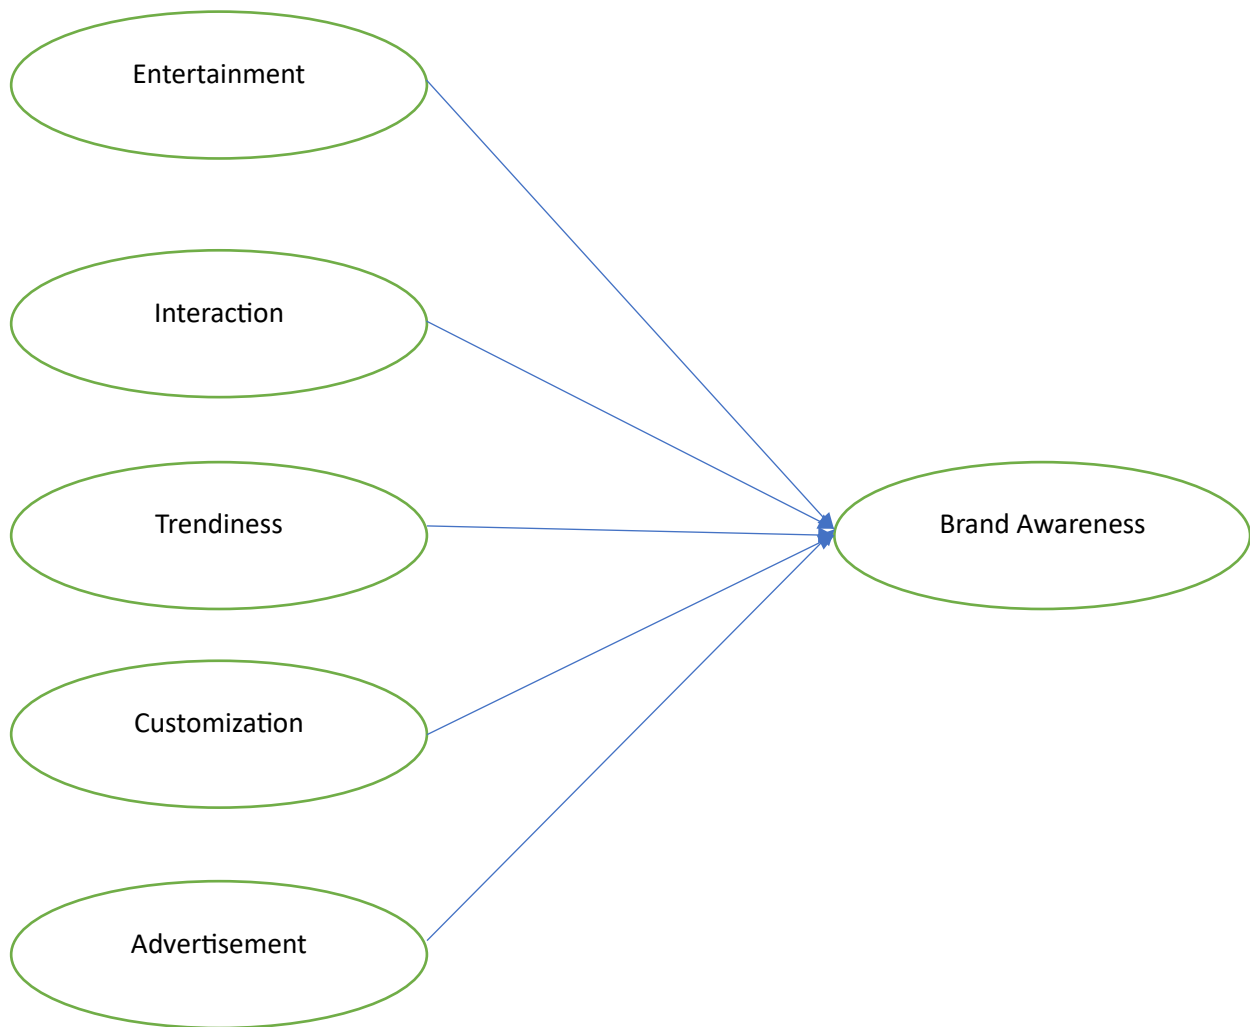 Entertainment
Interaction
Trendiness
Brand Awareness
Customization
Advertisement